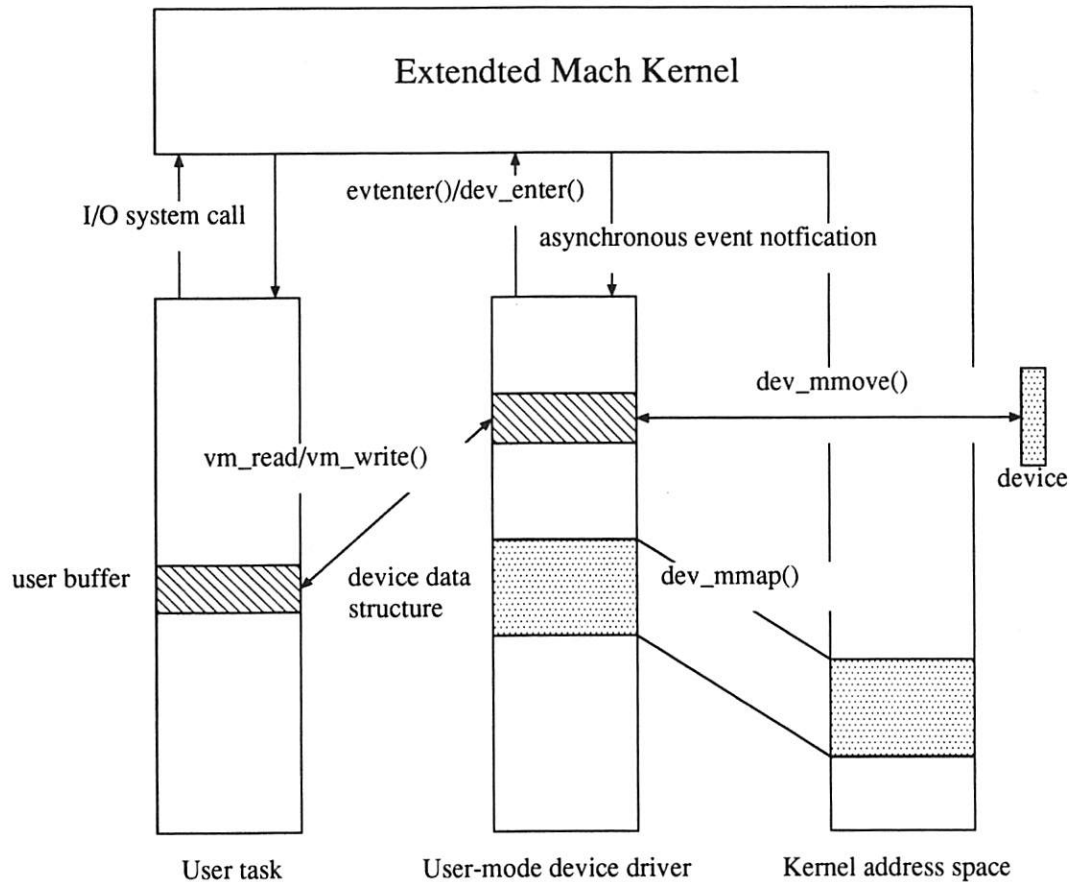 Extendted Mach Kernel
evtenter()/dev_enter()
I/O system call
asynchronous event notfication
dev_mmove()
vm_read/vm_write()
device
user buffer
device data
structure
dev_mmap()
User task
User-mode device driver
Kernel address space